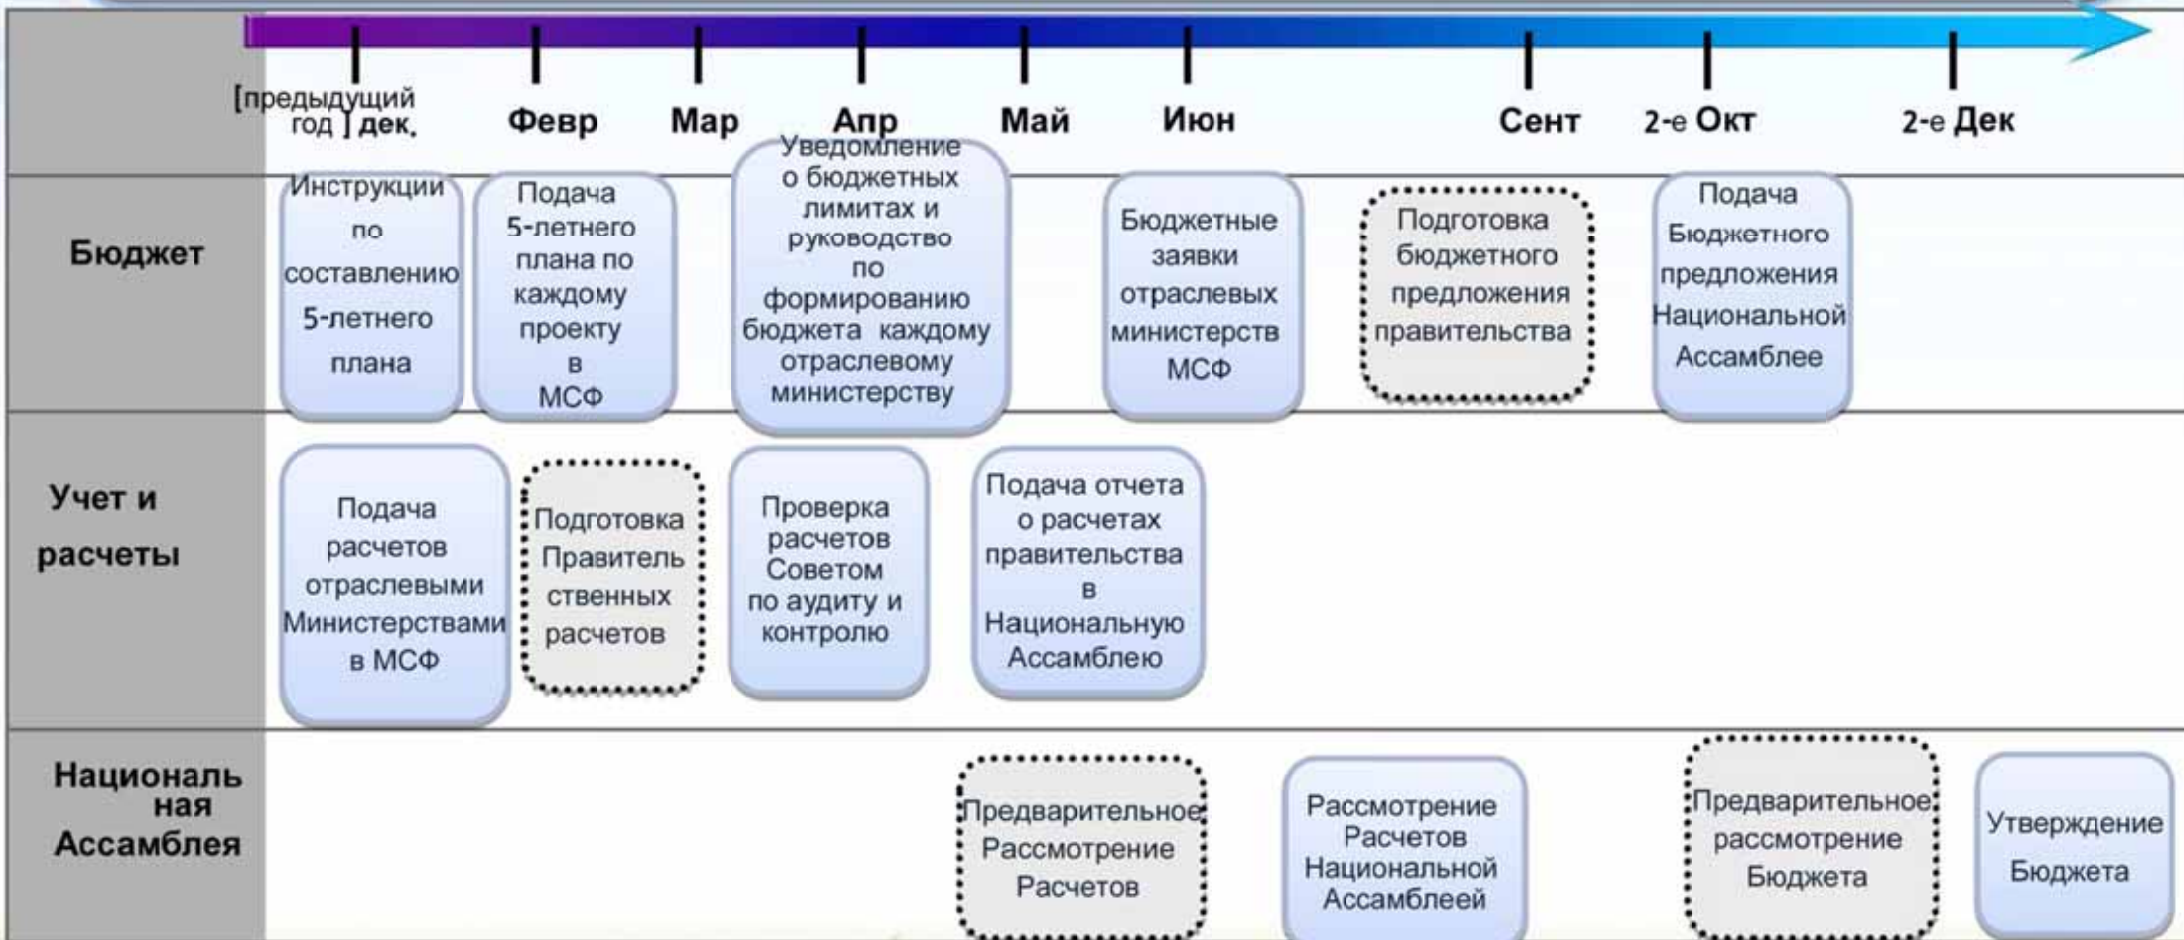 [предыдущий
год ] дек.
Февр
Мар
Апр
Май
Июн
Сент
2-е Окт
2-е Дек
Бюджет
Инструкции
по
составлению
5-летнего
плана
Подача
5-летнего
плана по
каждому
проекту
в
МСФ
Уведомление
о бюджетных
лимитах и
руководство
по
формированию
бюджета каждому
отраслевому
министерству
Бюджетные
заявки
отраслевых
министерств
МСФ
Подготовка
бюджетного
предложения
правительства
Подача
Бюджетного
предложения
Национальной
Ассамблее
Учет и
расчеты
Подача
расчетов
отраслевыми
Министерствами
в МСФ
Подготовка
Правитель
ственных
расчетов
Проверка
расчетов
Советом
по аудиту и
контролю
Подача отчета
о расчетах
правительства
в
Национальную
Ассамблею
Националь
ная
Ассамблея
Предварительное
Рассмотрение
Расчетов
Рассмотрение
Расчетов
Национальной
Ассамблеей
Предварительное
рассмотрение
Бюджета
Утверждение
Бюджета